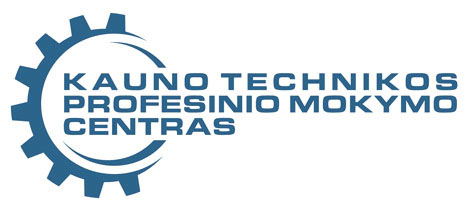 KAUNO TECHNIKOS
PROFESINIO MOKYMO
CENTRAS